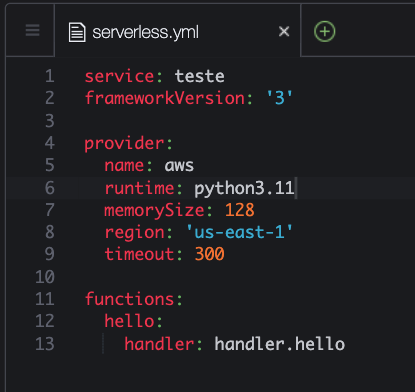 serverless.yml
1 service: teste
2 frameworkVersion: '3'
3
4 provider:
5   name: aws
6   runtime: python3.11
7   memorySize: 128
8   region: 'us-east-1'
9   timeout: 300
10
11 functions:
12   hello:
13     handler: handler.hello